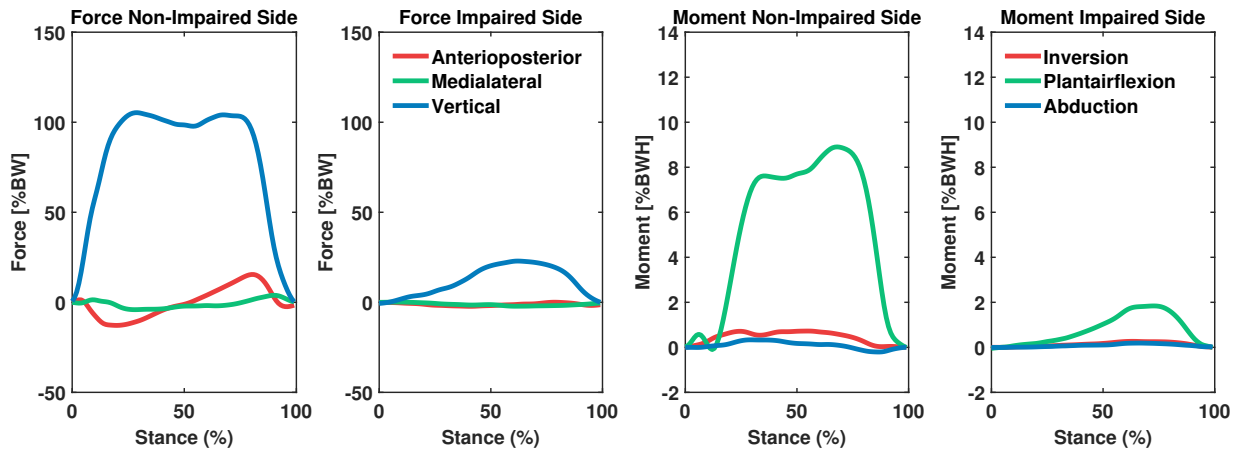 Force Non-Impaired Side
Force Impaired Side
Moment Non-Impaired Side
Moment Impaired Side
150
100
50
0
-50
Force [%BW]
0
50
100
Stance (%)
150
100
50
0
-50
Force [%BW]
Anterioposterior
Medialateral
Vertical
0
50
100
Stance (%)
14
12
10
8
6
4
2
0
-2
Moment [%BWH]
0
50
100
Stance (%)
14
12
10
8
6
4
2
0
-2
Moment [%BWH]
Inversion
Plantairflexion
Abduction
0
50
100
Stance (%)